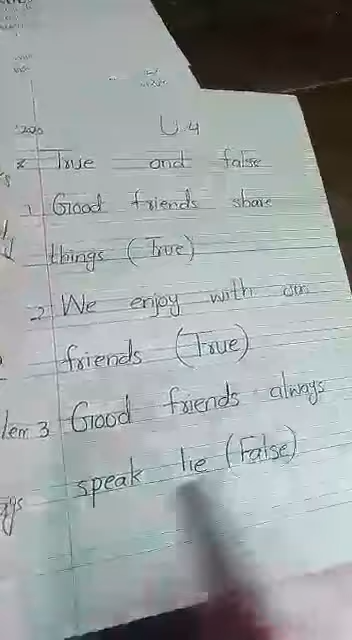 U.4
True and false
1 Good friends share
things (True)
2 We enjoy with our
friends (True)
3 Good friends always
speak lie (False)